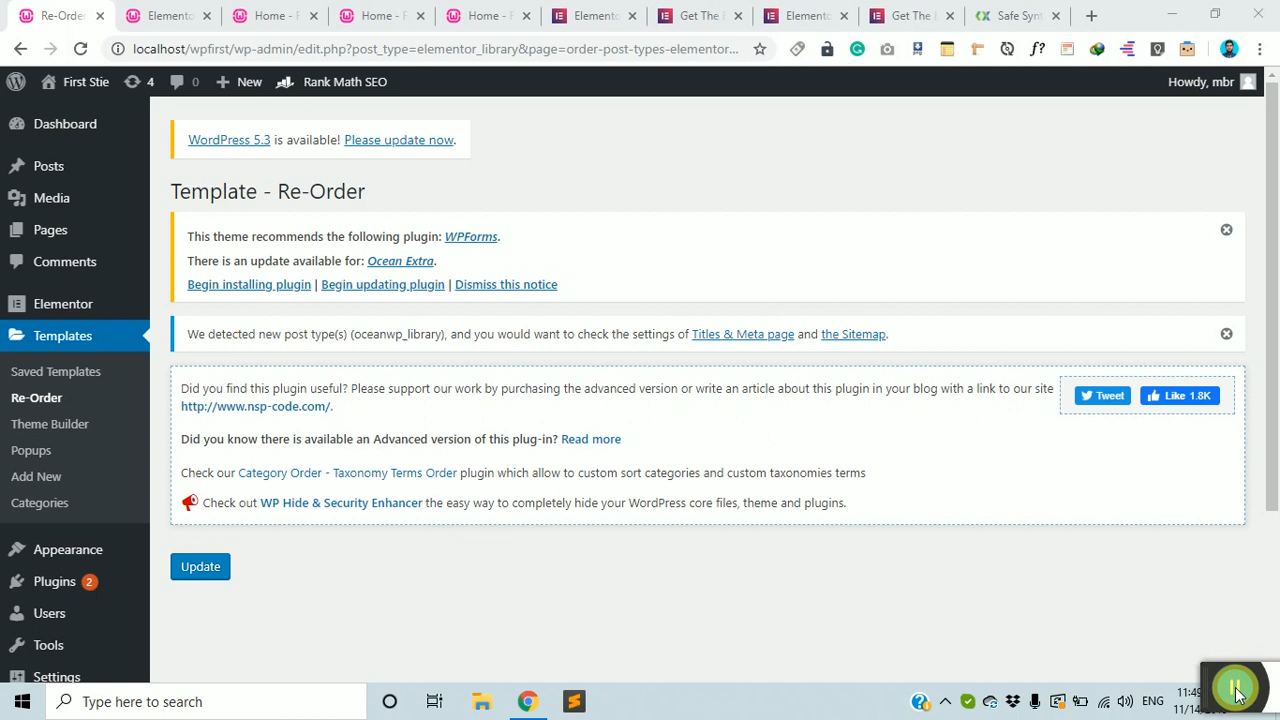 Re-Order
Elemento
Home - F
Home - F
Home - F
Elemento
Get The E
Elemento
Get The E
Safe Synt
localhost/wpfirst/wp-admin/edit.php?post_type=elementor_library&page=order-post-types-elementor...
First Stie
4
0
New
Rank Math SEO
Howdy, mbr
Dashboard
Posts
Media
Pages
Comments
Elementor
Templates
Saved Templates
Re-Order
Theme Builder
Popups
Add New
Categories
Appearance
Plugins 2
Users
Tools
Settings
WordPress 5.3 is available! Please update now.
Template - Re-Order
This theme recommends the following plugin: WPForms.
There is an update available for: Ocean Extra.
Begin installing plugin | Begin updating plugin | Dismiss this notice
We detected new post type(s) (oceanwp_library), and you would want to check the settings of Titles & Meta page and the Sitemap.
Did you find this plugin useful? Please support our work by purchasing the advanced version or write an article about this plugin in your blog with a link to our site
http://www.nsp-code.com/.
Tweet
Like 1.8K
Did you know there is available an Advanced version of this plug-in? Read more
Check our Category Order - Taxonomy Terms Order plugin which allow to custom sort categories and custom taxonomies terms
Check out WP Hide & Security Enhancer the easy way to completely hide your WordPress core files, theme and plugins.
Update
Type here to search
ENG
11:49
11/14